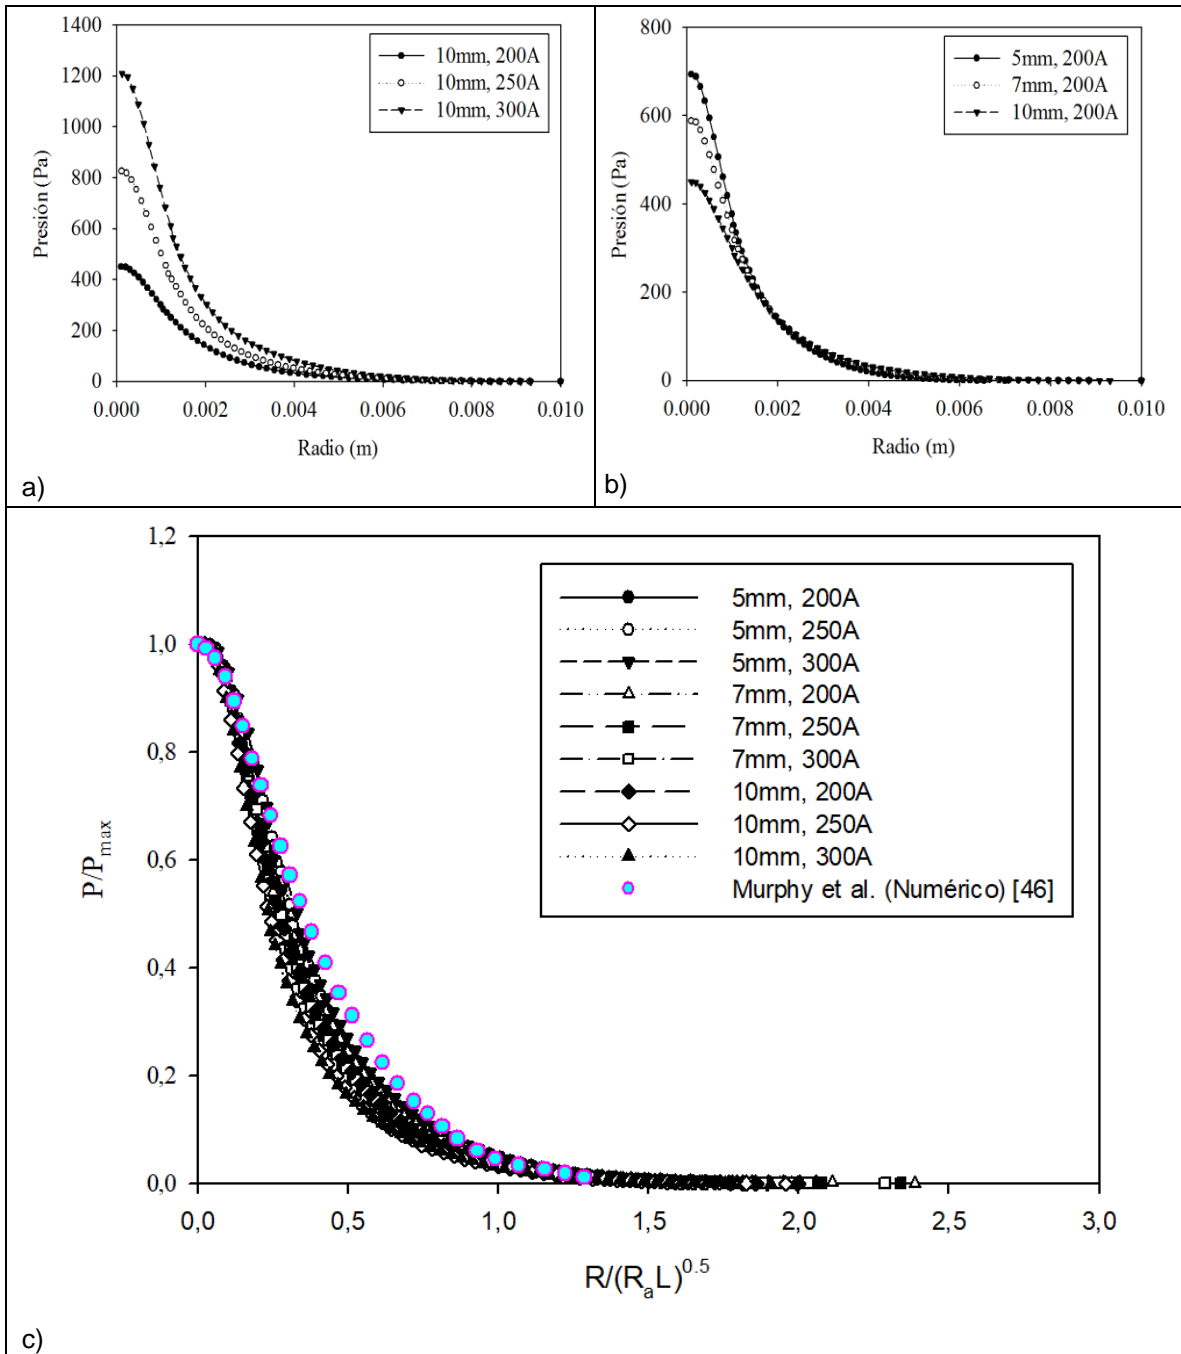 1400
1200
1000
800
600
400
200
0
Presión (Pa)
10mm, 200A
10mm, 250A
10mm, 300A
0.000 0.002 0.004 0.006 0.008 0.010
Radio (m)
a)
800
600
400
200
0
Presión (Pa)
5mm, 200A
7mm, 200A
10mm, 200A
0.000 0.002 0.004 0.006 0.008 0.010
Radio (m)
b)
1,2
1,0
0,8
0,6
0,4
0,2
0,0
P/Pmax
5mm, 200A
5mm, 250A
5mm, 300A
7mm, 200A
7mm, 250A
7mm, 300A
10mm, 200A
10mm, 250A
10mm, 300A
Murphy et al. (Numérico) [46]
0,0 0,5 1,0 1,5 2,0 2,5 3,0
R/(RaL)0.5
c)